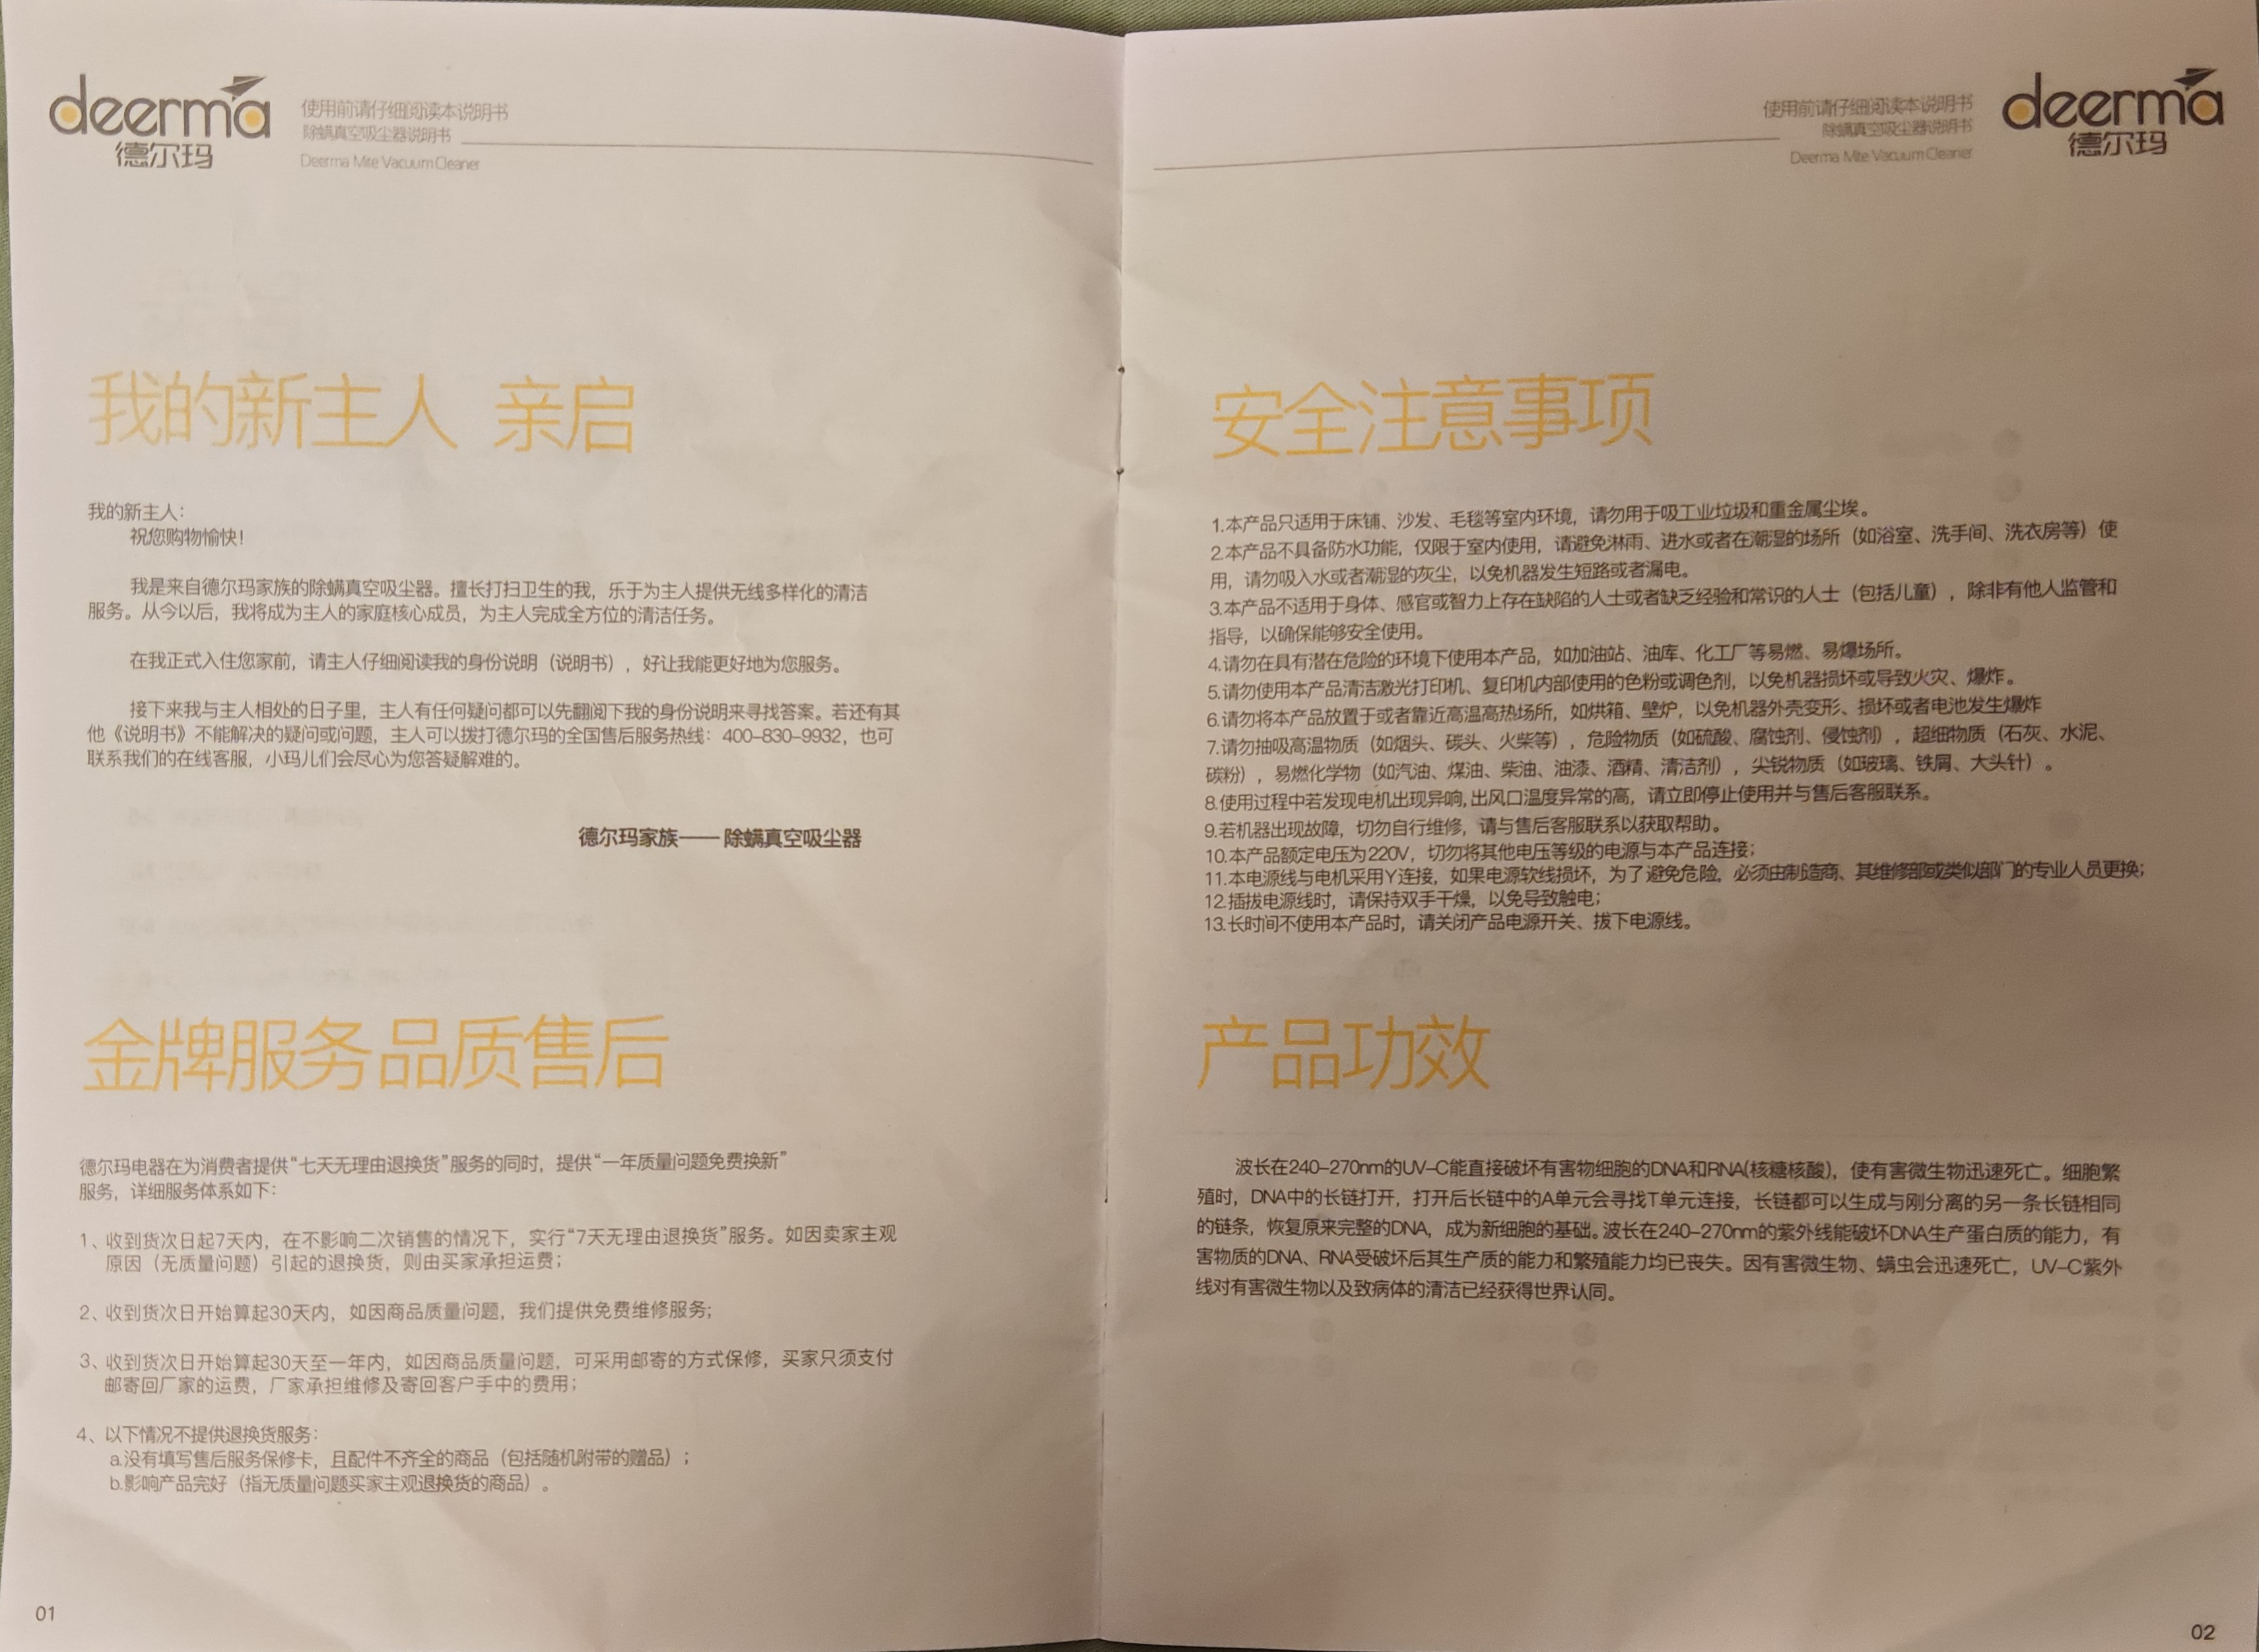 deerma
德尔玛
使用前请仔细阅读本说明书
除螨真空吸尘器说明书
Deerma Mite Vacuum Cleaner
我的新主人 亲启
我的新主人：
祝您购物愉快！
我是来自德尔玛家族的除螨真空吸尘器。擅长打扫卫生的我，乐于为主人提供无线多样化的清洁
服务。从今以后，我将成为主人的家庭核心成员，为主人完成全方位的清洁任务。
在我正式入住您家前，请主人仔细阅读我的身份说明（说明书），好让我能更好地为您服务。
接下来我与主人相处的日子里，主人有任何疑问都可以先翻阅下我的身份说明来寻找答案。若还有其
他《说明书》不能解决的疑问或问题，主人可以拨打德尔玛的全国售后服务热线：400-830-9932，也可
联系我们的在线客服，小玛儿们会尽心为您答疑解难的。
德尔玛家族—— 除螨真空吸尘器
金牌服务 品质售后
德尔玛电器在为消费者提供“七天无理由退换货”服务的同时，提供“一年质量问题免费换新”
服务，详细服务体系如下：
1、收到货次日起7天内，在不影响二次销售的情况下，实行“7天无理由退换货”服务。如因卖家主观
原因（无质量问题）引起的退换货，则由买家承担运费；
2、收到货次日开始算起30天内，如因商品质量问题，我们提供免费维修服务；
3、收到货次日开始算起30天至一年内，如因商品质量问题，可采用邮寄的方式保修，买家只须支付
邮寄回厂家的运费，厂家承担维修及寄回客户手中的费用；
4、以下情况不提供退换货服务：
a.没有填写售后服务保修卡，且配件不齐全的商品（包括随机附带的赠品）；
b.影响产品完好（指无质量问题买家主观退换货的商品）。
01
使用前请仔细阅读本说明书
除螨真空吸尘器说明书
Deerma Mite Vacuum Cleaner
deerma
德尔玛
安全注意事项
1.本产品只适用于床铺、沙发、毛毯等室内环境，请勿用于吸工业垃圾和重金属尘埃。
2.本产品不具备防水功能，仅限于室内使用，请避免淋雨、进水或者在潮湿的场所（如浴室、洗手间、洗衣房等）使
用，请勿吸入水或者潮湿的灰尘，以免机器发生短路或者漏电。
3.本产品不适用于身体、感官或智力上存在缺陷的人士或者缺乏经验和常识的人士（包括儿童），除非有他人监管和
指导，以确保能够安全使用。
4.请勿在具有潜在危险的环境下使用本产品，如加油站、油库、化工厂等易燃、易爆场所。
5.请勿使用本产品清洁激光打印机、复印机内部使用的色粉或调色剂，以免机器损坏或导致火灾、爆炸。
6.请勿将本产品放置于或者靠近高温高热场所，如烘箱、壁炉，以免机器外壳变形、损坏或者电池发生爆炸
7.请勿抽吸高温物质（如烟头、碳头、火柴等），危险物质（如硫酸、腐蚀剂、侵蚀剂），超细物质（石灰、水泥、
碳粉），易燃化学物（如汽油、煤油、柴油、油漆、酒精、清洁剂），尖锐物质（如玻璃、铁屑、大头针）。
8.使用过程中若发现电机出现异响，出风口温度异常的高，请立即停止使用并与售后客服联系。
9.若机器出现故障，切勿自行维修，请与售后客服联系以获取帮助。
10.本产品额定电压为220V，切勿将其他电压等级的电源与本产品连接；
11.本电源线与电机采用Y连接，如果电源软线损坏，为了避免危险，必须由制造商、其维修部或类似部门的专业人员更换；
12.插拔电源线时，请保持双手干燥，以免导致触电；
13.长时间不使用本产品时，请关闭产品电源开关、拔下电源线。
产品功效
波长在240-270nm的UV-C能直接破坏有害物细胞的DNA和RNA(核糖核酸)，使有害微生物迅速死亡。细胞繁
殖时，DNA中的长链打开，打开后长链中的A单元会寻找T单元连接，长链都可以生成与刚分离的另一条长链相同
的链条，恢复原来完整的DNA，成为新细胞的基础。波长在240-270nm的紫外线能破坏DNA生产蛋白质的能力，有
害物质的DNA、RNA受破坏后其生产质的能力和繁殖能力均已丧失。因有害微生物、螨虫会迅速死亡，UV-C紫外
线对有害微生物以及致病体的清洁已经获得世界认同。
02